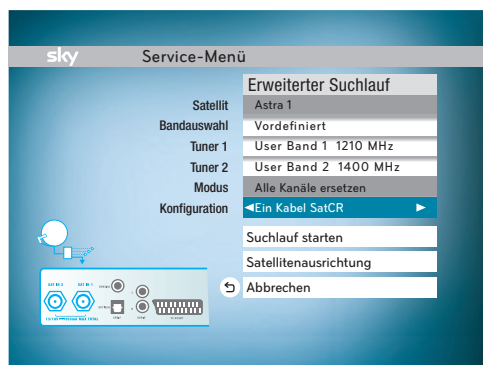 sky
Service-Menü
Erweiterter Suchlauf
Satellit Astra 1
Bandauswahl Vordefiniert
Tuner 1 User Band 1 1210 MHz
Tuner 2 User Band 2 1400 MHz
Modus Alle Kanäle ersetzen
Konfiguration Ein Kabel SatCR
Suchlauf starten
Satellitenausrichtung
Abbrechen
SAT IN 2 SAT IN 1